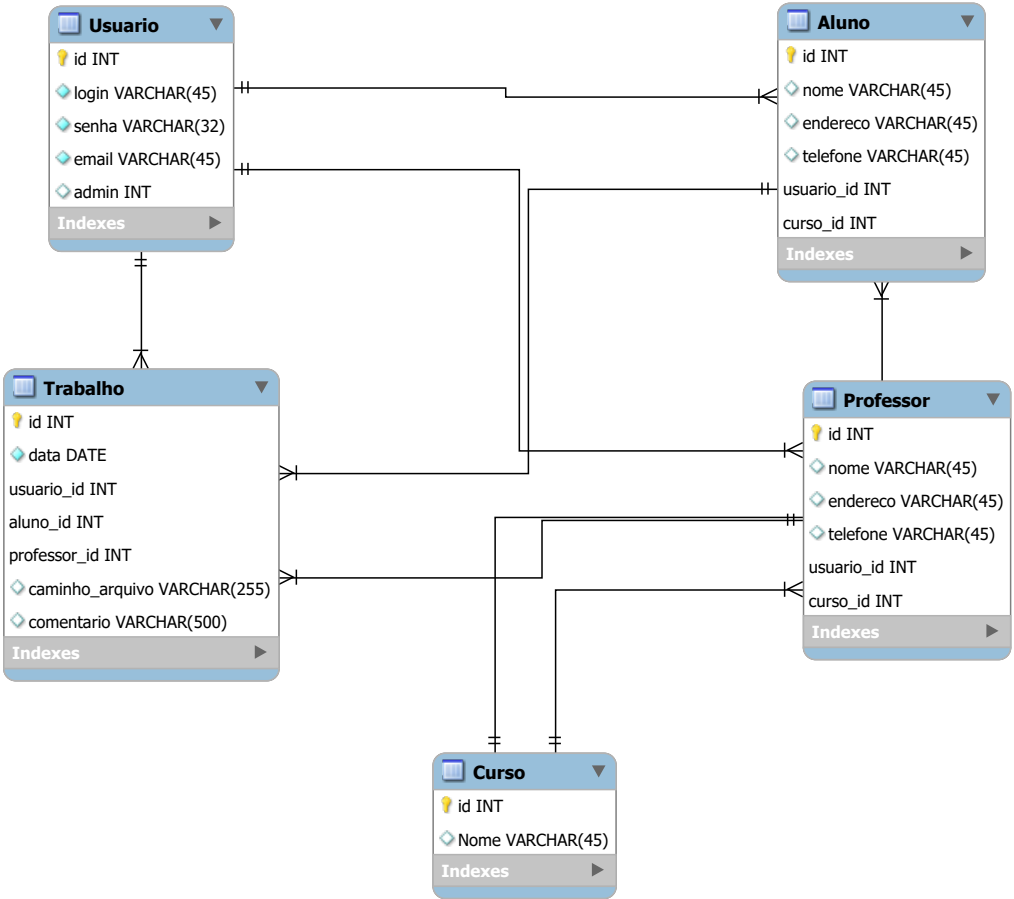 Usuario
id INT
login VARCHAR(45)
senha VARCHAR(32)
email VARCHAR(45)
admin INT
Indexes
Aluno
id INT
nome VARCHAR(45)
endereco VARCHAR(45)
telefone VARCHAR(45)
usuario_id INT
curso_id INT
Indexes
Trabalho
id INT
data DATE
usuario_id INT
aluno_id INT
professor_id INT
caminho_arquivo VARCHAR(255)
comentario VARCHAR(500)
Indexes
Professor
id INT
nome VARCHAR(45)
endereco VARCHAR(45)
telefone VARCHAR(45)
usuario_id INT
curso_id INT
Indexes
Curso
id INT
Nome VARCHAR(45)
Indexes